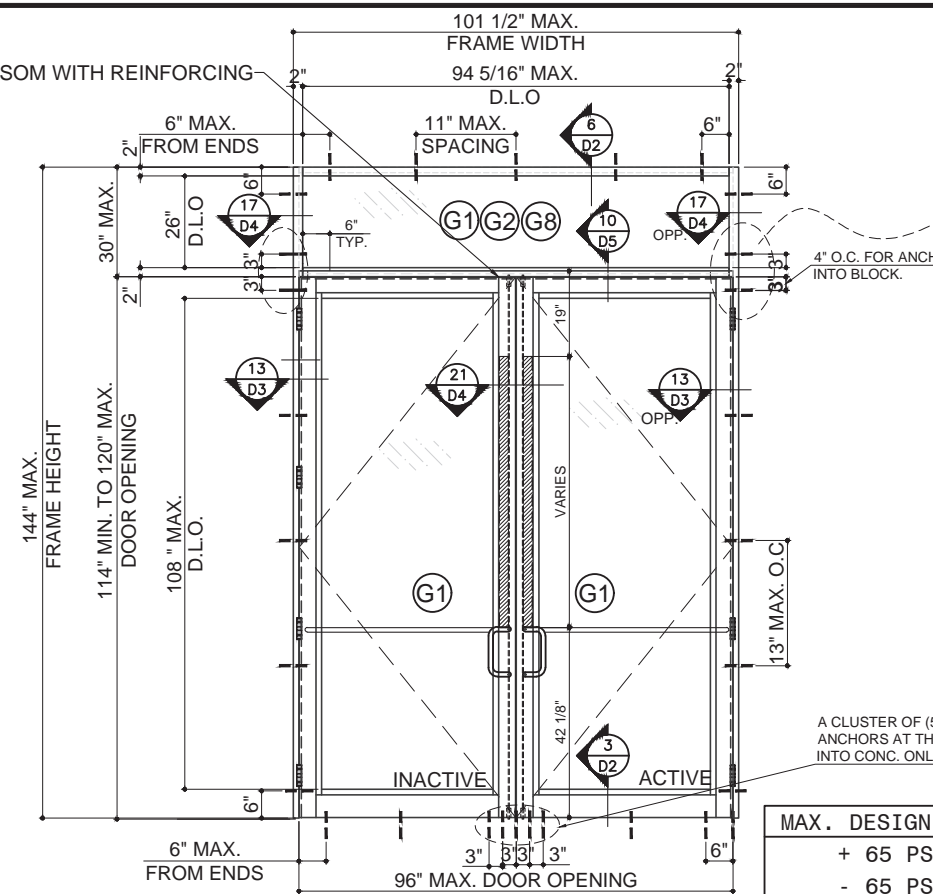 101 1/2" MAX.
FRAME WIDTH
SOM WITH REINFORCING
2"
94 5/16" MAX.
D.L.O
2"
6" MAX.
FROM ENDS
11" MAX.
SPACING
6
D2
6"
2"
6"
6"
30" MAX.
26"
D.L.O
17
D4
6"
TYP.
G1
G2
G8
10
D5
17
D4
OPP.
3"
3"
2"
3"
3"
4" O.C. FOR ANCH
INTO BLOCK.
19"
13
D3
21
D4
13
D3
OPP.
144" MAX.
FRAME HEIGHT
114" MIN. TO 120" MAX.
DOOR OPENING
108 " MAX.
D.L.O.
VARIES
G1
G1
13" MAX. O.C
42 1/8"
3
D2
A CLUSTER OF (5
ANCHORS AT TH
INTO CONC. ONL
INACTIVE
ACTIVE
6"
6" MAX.
FROM ENDS
3"
3"
3"
3"
6"
96" MAX. DOOR OPENING
MAX. DESIGN
+ 65 PS
- 65 PS